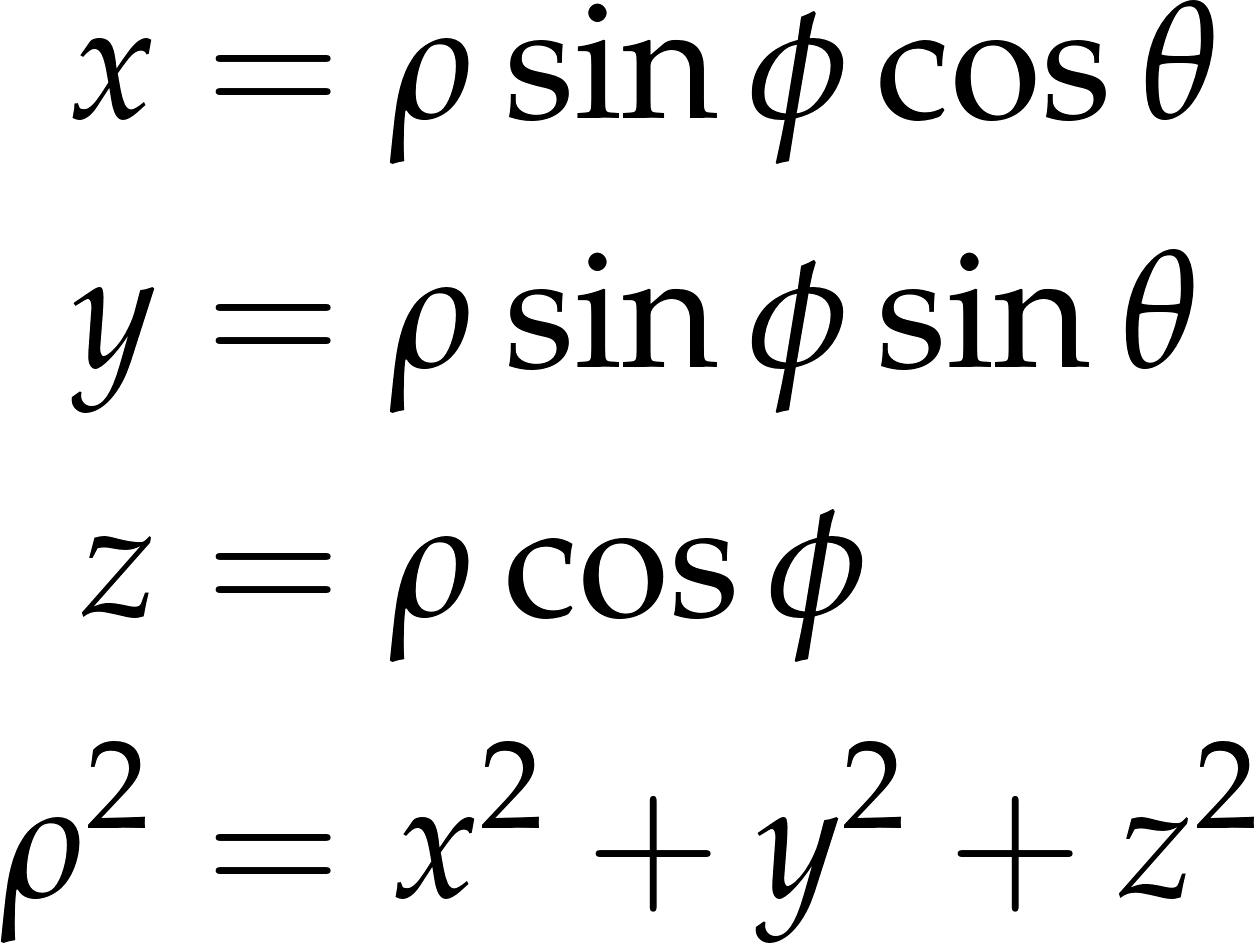 x = ρ sin ϕ cos θ
y = ρ sin ϕ sin θ
z = ρ cos ϕ
ρ² = x² + y² + z²